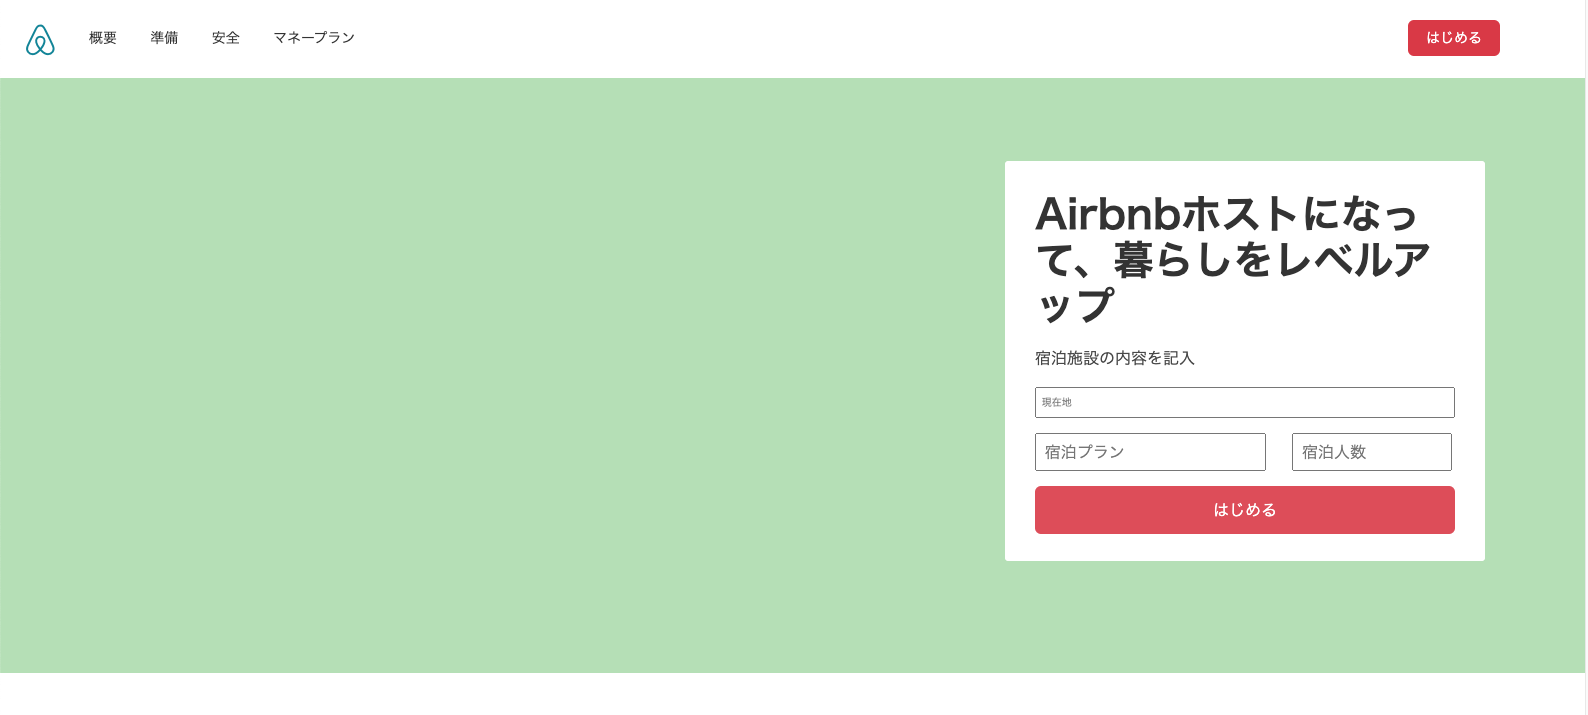 概要
準備
安全
マネープラン
はじめる
Airbnbホストになっ
て、暮らしをレベルア
ップ
宿泊施設の内容を記入
現在地
宿泊プラン
宿泊人数
はじめる